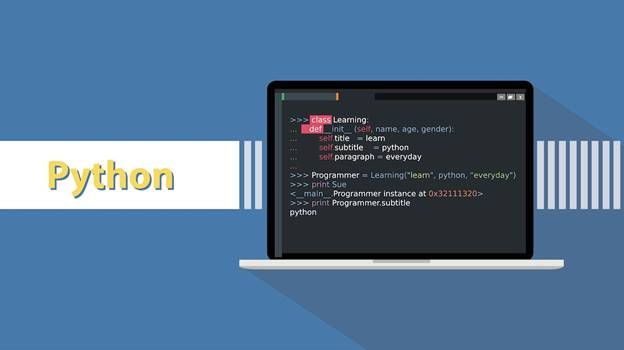 Python
>>> class Learning:
... def __init__ (self, name, age, gender):
... self.title = learn
... self.subtitle = python
... self.paragraph = everyday
...
>>> Programmer = Learning("learn", python, "everyday")
>>> print Sue
<__main__.Programmer instance at 0x32111320>
>>> print Programmer.subtitle
python